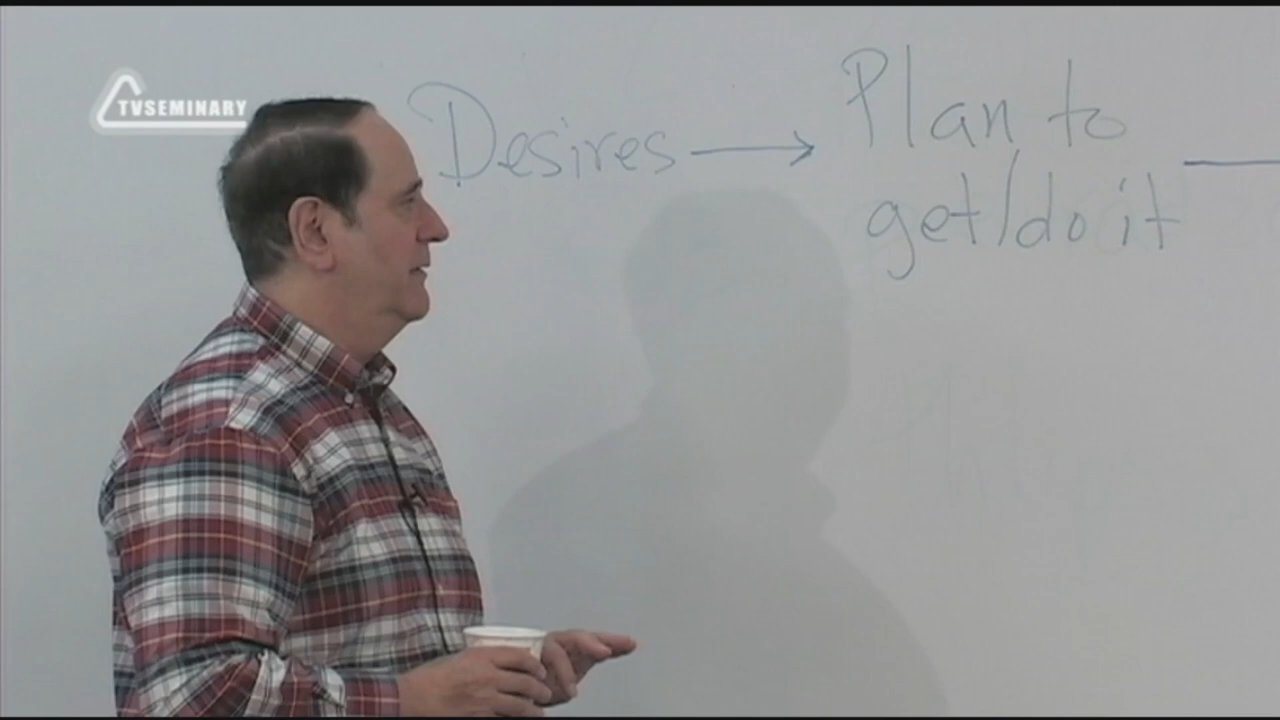 TVSEMINARY
Desires → Plan to
get/do it